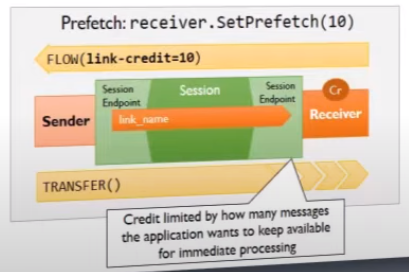 Prefetch: receiver.SetPrefetch(10)
FLOW(link-credit=10)
Session
Endpoint
Session
Session
Endpoint
Cr
Sender
link_name
Receiver
TRANSFER()
Credit limited by how many messages
the application wants to keep available
for immediate processing